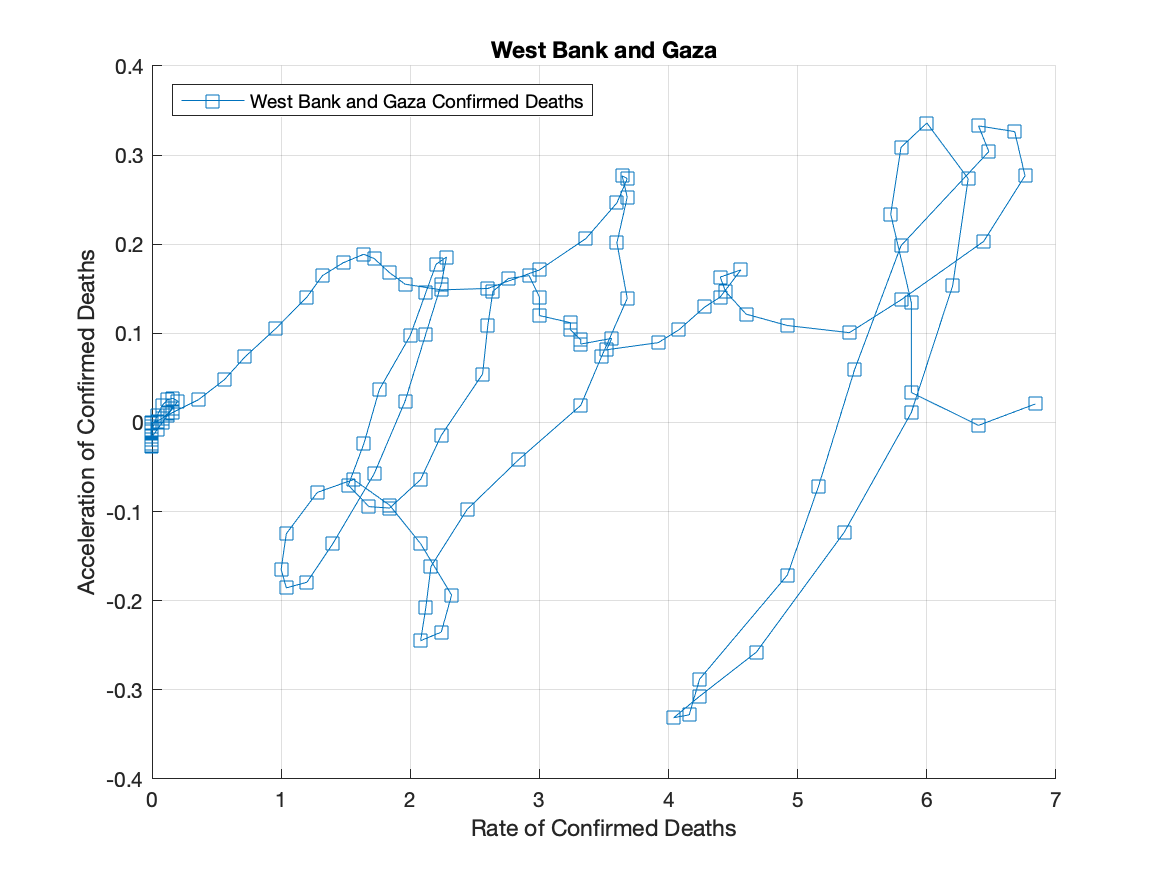 West Bank and Gaza
0.4
West Bank and Gaza Confirmed Deaths
0.3
0.2
0.1
0
-0.1
-0.2
-0.3
-0.4
Acceleration of Confirmed Deaths
0 1 2 3 4 5 6 7
Rate of Confirmed Deaths